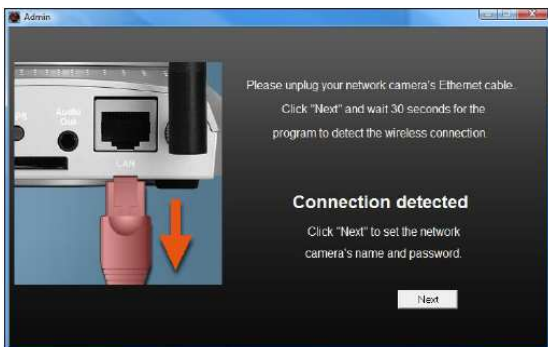 Admin
Audio
Out
LAN
Please unplug your network camera's Ethernet cable.
Click "Next" and wait 30 seconds for the
program to detect the wireless connection.
Connection detected
Click "Next" to set the network
camera's name and password.
Next